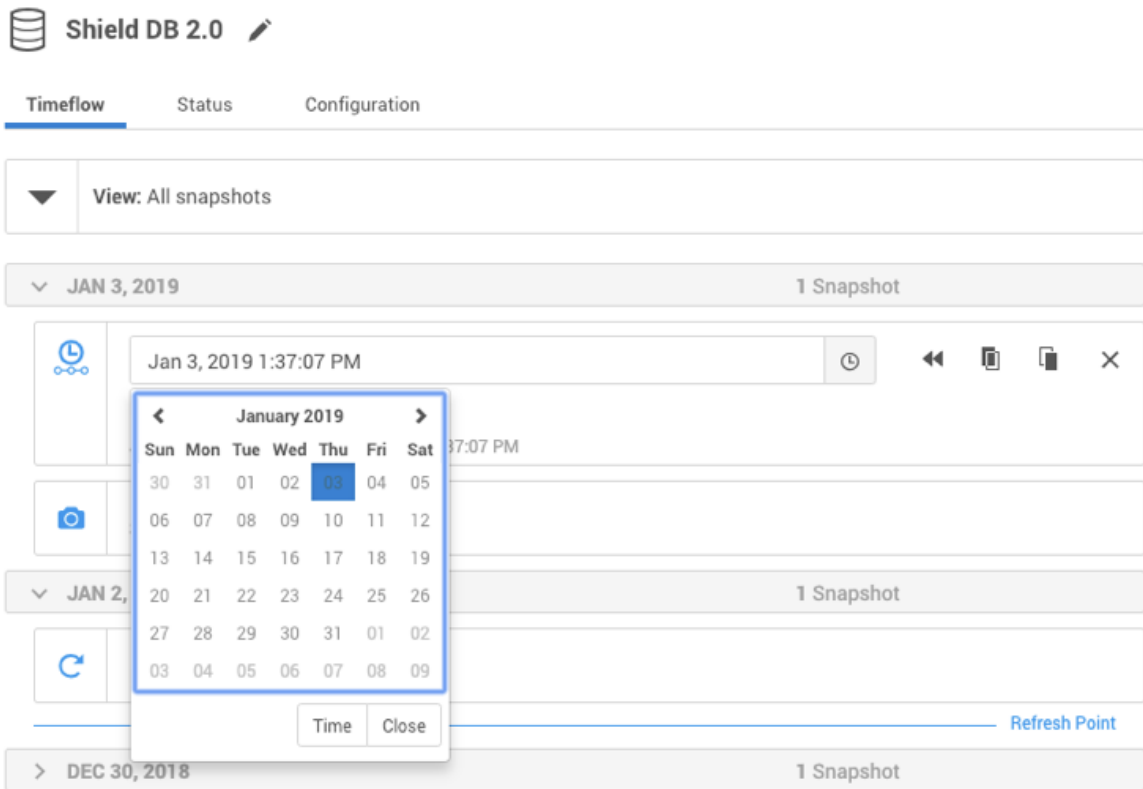 Shield DB 2.0
Timeflow Status Configuration
View: All snapshots
JAN 3, 2019 1 Snapshot
Jan 3, 2019 1:37:07 PM
January 2019
Sun Mon Tue Wed Thu Fri Sat
37:07 PM
30 31 01 02 03 04 05
06 07 08 09 10 11 12
13 14 15 16 17 18 19
20 21 22 23 24 25 26
27 28 29 30 31 01 02
03 04 05 06 07 08 09
JAN 2, 1 Snapshot
Time Close
Refresh Point
DEC 30, 2018 1 Snapshot